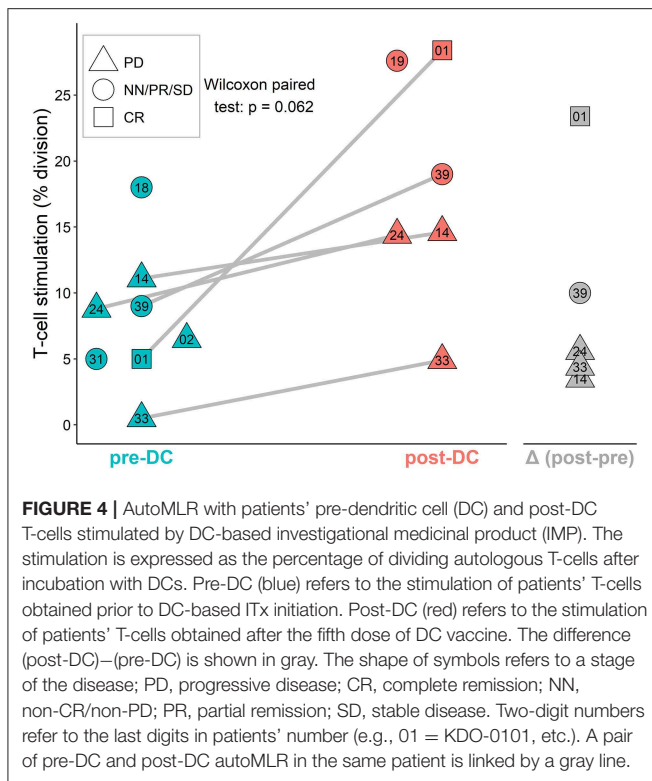 PD
NN/PR/SD
CR
Wilcoxon paired
test: p = 0.062
T-cell stimulation (% division)
25
20
15
10
5
0
18
14
24
39
02
31
01
33
19
01
39
24
14
33
01
39
24
33
14
pre-DC
post-DC
Δ (post-pre)
FIGURE 4 | AutoMLR with patients' pre-dendritic cell (DC) and post-DC
T-cells stimulated by DC-based investigational medicinal product (IMP). The
stimulation is expressed as the percentage of dividing autologous T-cells after
incubation with DCs. Pre-DC (blue) refers to the stimulation of patients' T-cells
obtained prior to DC-based ITx initiation. Post-DC (red) refers to the stimulation
of patients' T-cells obtained after the fifth dose of DC vaccine. The difference
(post-DC)–(pre-DC) is shown in gray. The shape of symbols refers to a stage
of the disease; PD, progressive disease; CR, complete remission; NN,
non-CR/non-PD; PR, partial remission; SD, stable disease. Two-digit numbers
refer to the last digits in patients' number (e.g., 01 = KDO-0101, etc.). A pair
of pre-DC and post-DC autoMLR in the same patient is linked by a gray line.